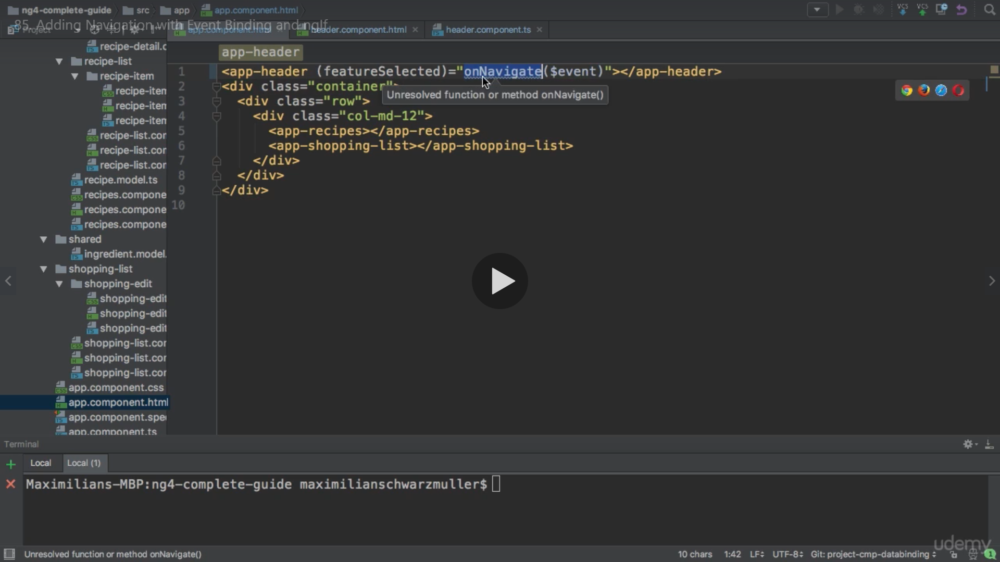 ng4-complete-guide src app app.component.html
85. Adding Navigation with Event Binding and ngIf
Project
app.component.html header.component.html header.component.ts
recipe-detail.c
recipe-list
recipe-item
recipe-item
recipe-item
recipe-item
recipe-list.cor
recipe-list.cor
recipe-list.cor
recipe.model.ts
recipes.compone
recipes.compone
recipes.compone
shared
ingredient.model.
shopping-list
shopping-edit
shopping-edit
shopping-edit
shopping-edit
shopping-list.cor
shopping-list.cor
shopping-list.cor
app.component.css
app.component.html
app.component.spe
app.component.ts
app-header
1 <app-header (featureSelected)="onNavigate($event)"></app-header>
2 <div class="container">
Unresolved function or method onNavigate()
3 <div class="row">
4 <div class="col-md-12">
5 <app-recipes></app-recipes>
6 <app-shopping-list></app-shopping-list>
7 </div>
8 </div>
9 </div>
10
VCS VCS
Terminal
Local Local (1)
Maximilians-MBP:ng4-complete-guide maximilianschwarzmuller$
udemy
Unresolved function or method onNavigate() 10 chars 1:42 LF UTF-8 Git: project-cmp-databinding 1